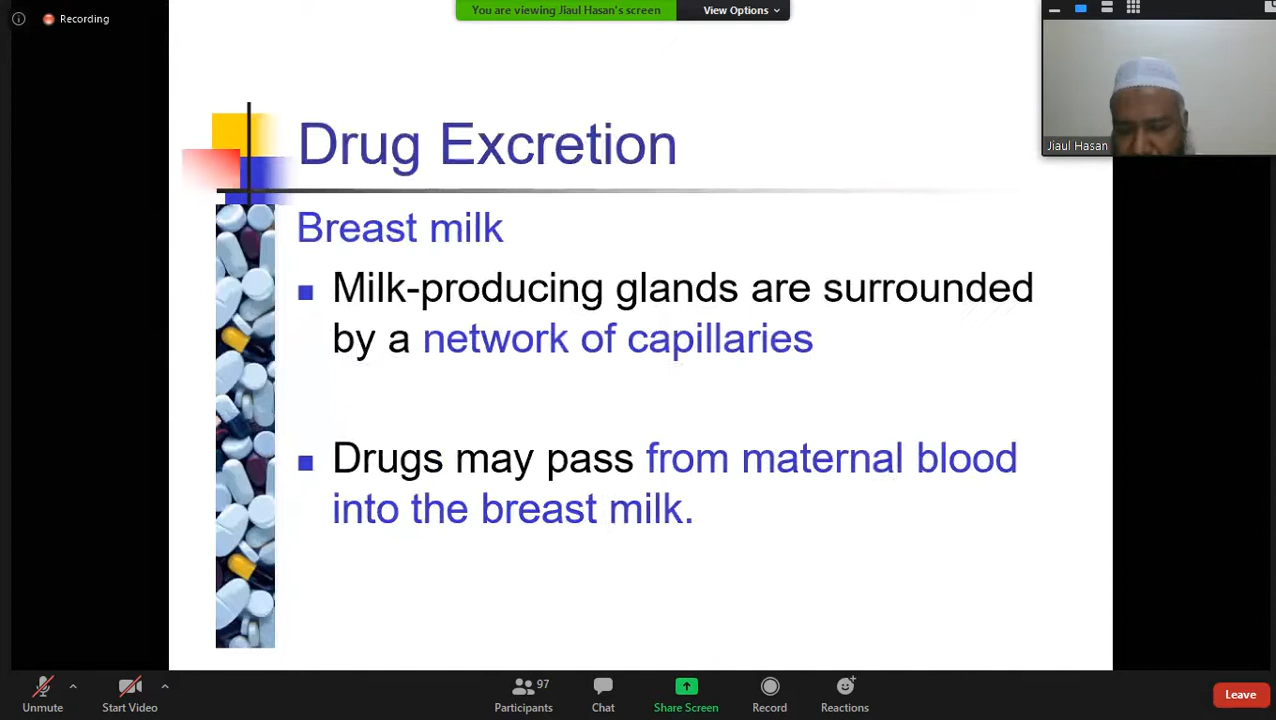 Recording
You are viewing Jiaul Hasan's screen
View Options
Jiaul Hasan
Drug Excretion
Breast milk
Milk-producing glands are surrounded
by a network of capillaries
Drugs may pass from maternal blood
into the breast milk.
Unmute
Start Video
97
Participants
Chat
Share Screen
Record
Reactions
Leave